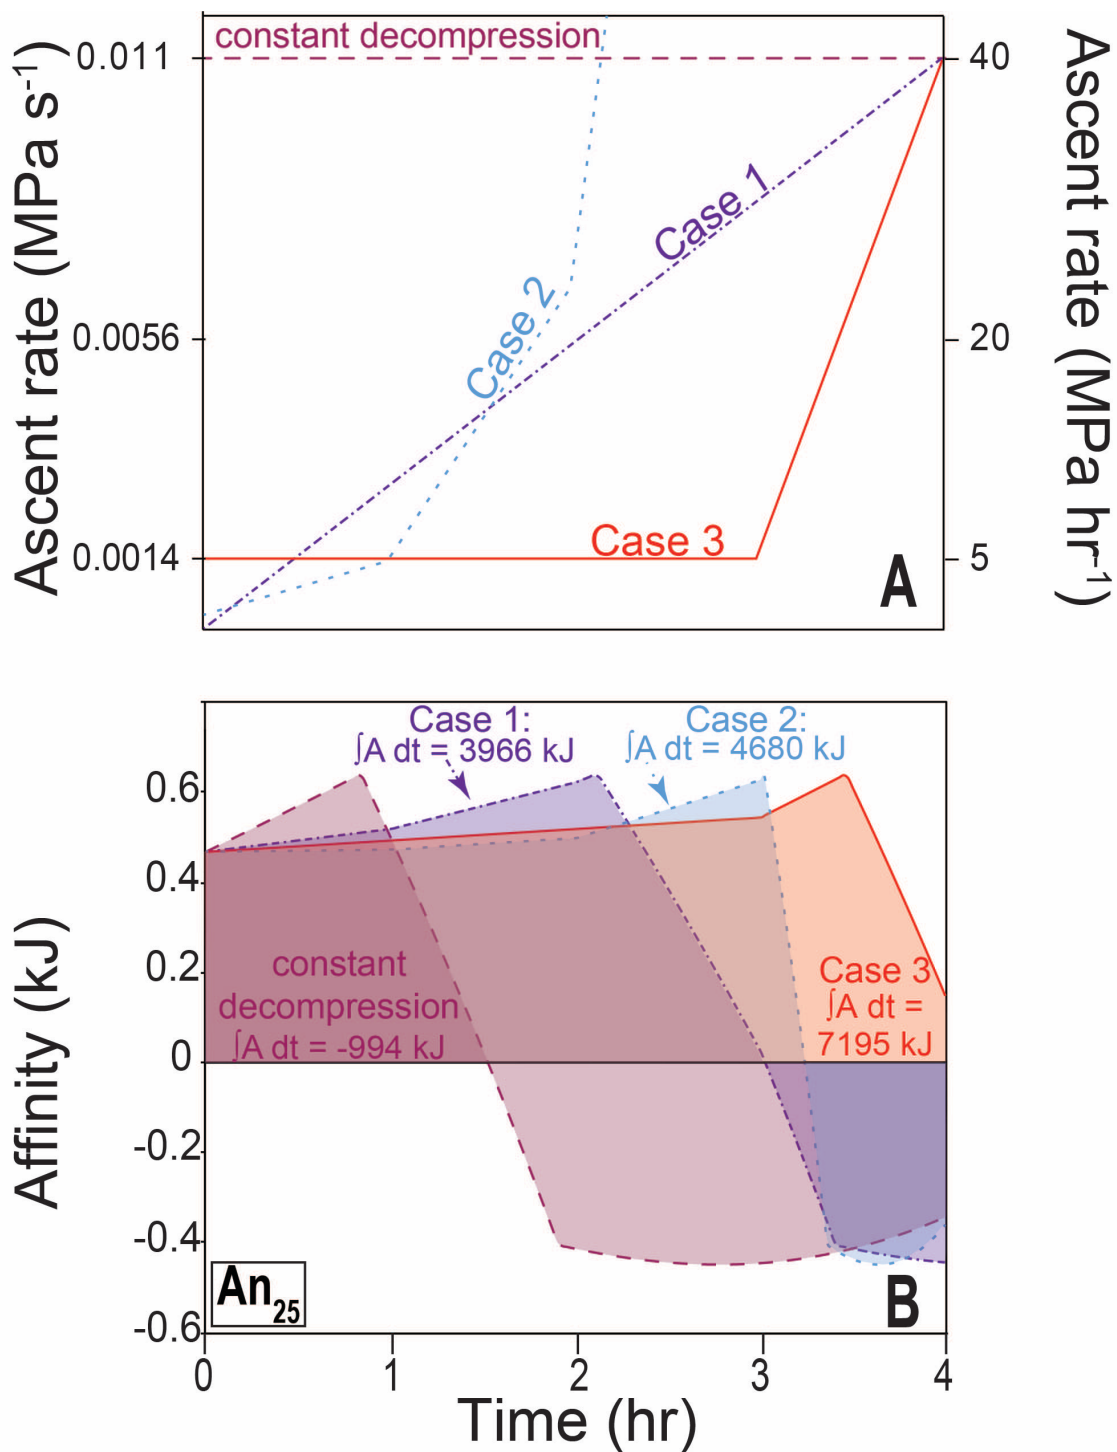 constant decompression
Ascent rate (MPa s⁻¹)
0.011
0.0056
0.0014
Case 1
Case 2
Case 3
A
40
20
5
Ascent rate (MPa hr⁻¹)
Case 1:
∫A dt = 3966 kJ
Case 2:
∫A dt = 4680 kJ
Affinity (kJ)
0.6
0.4
0.2
0
-0.2
-0.4
-0.6
constant
decompression
∫A dt = -994 kJ
Case 3
∫A dt =
7195 kJ
An₂₅
B
0 1 2 3 4
Time (hr)